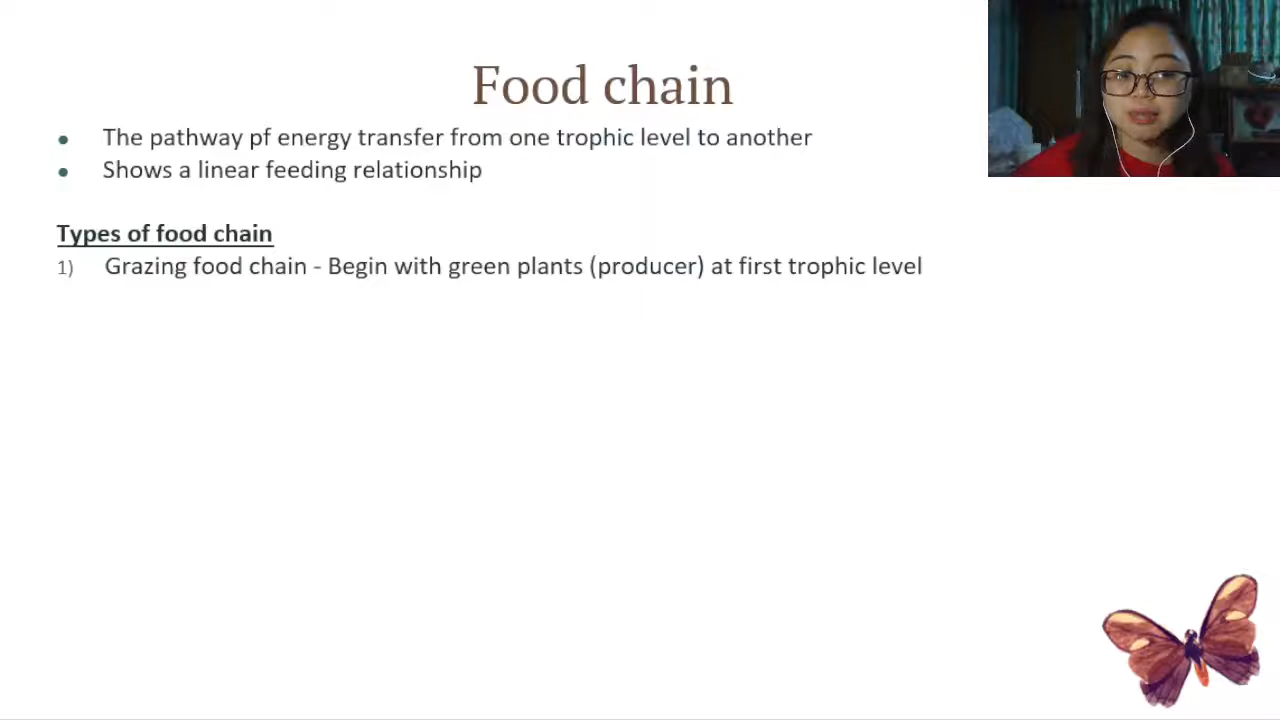 Food chain
• The pathway pf energy transfer from one trophic level to another
• Shows a linear feeding relationship
Types of food chain
1) Grazing food chain - Begin with green plants (producer) at first trophic level